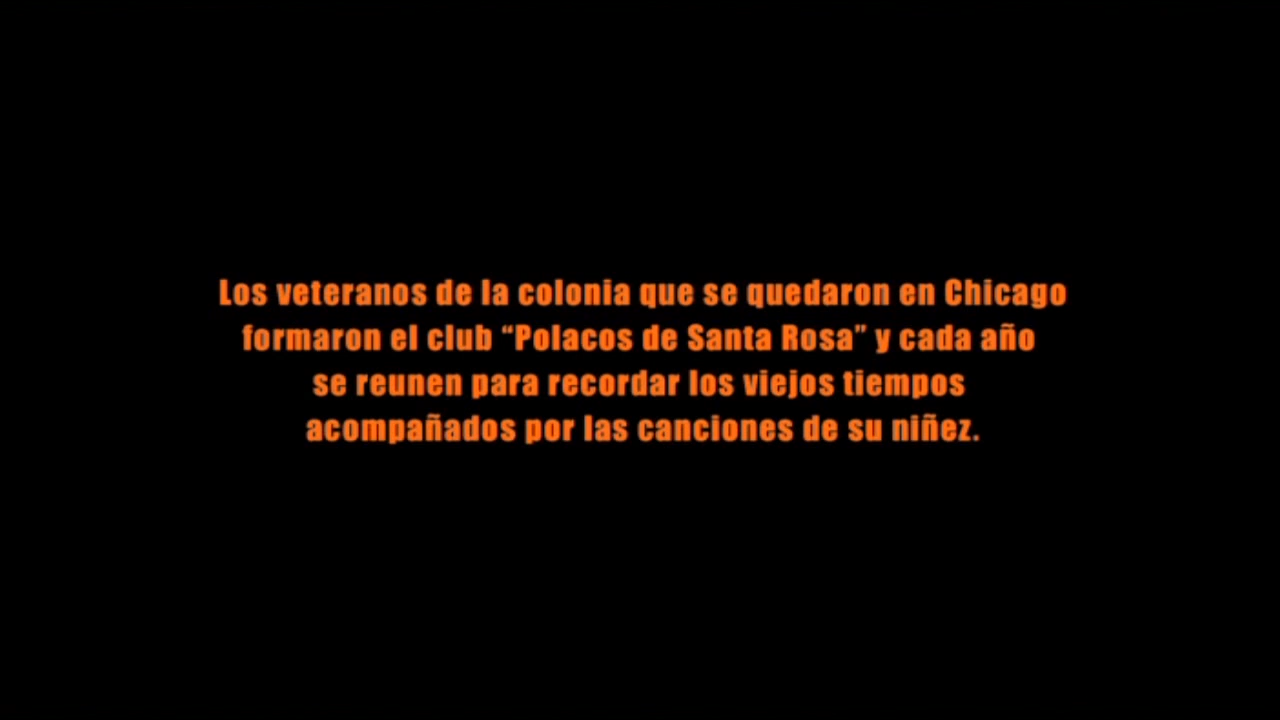 Los veteranos de la colonia que se quedaron en Chicago
formaron el club “Polacos de Santa Rosa” y cada año
se reunen para recordar los viejos tiempos
acompañados por las canciones de su niñez.